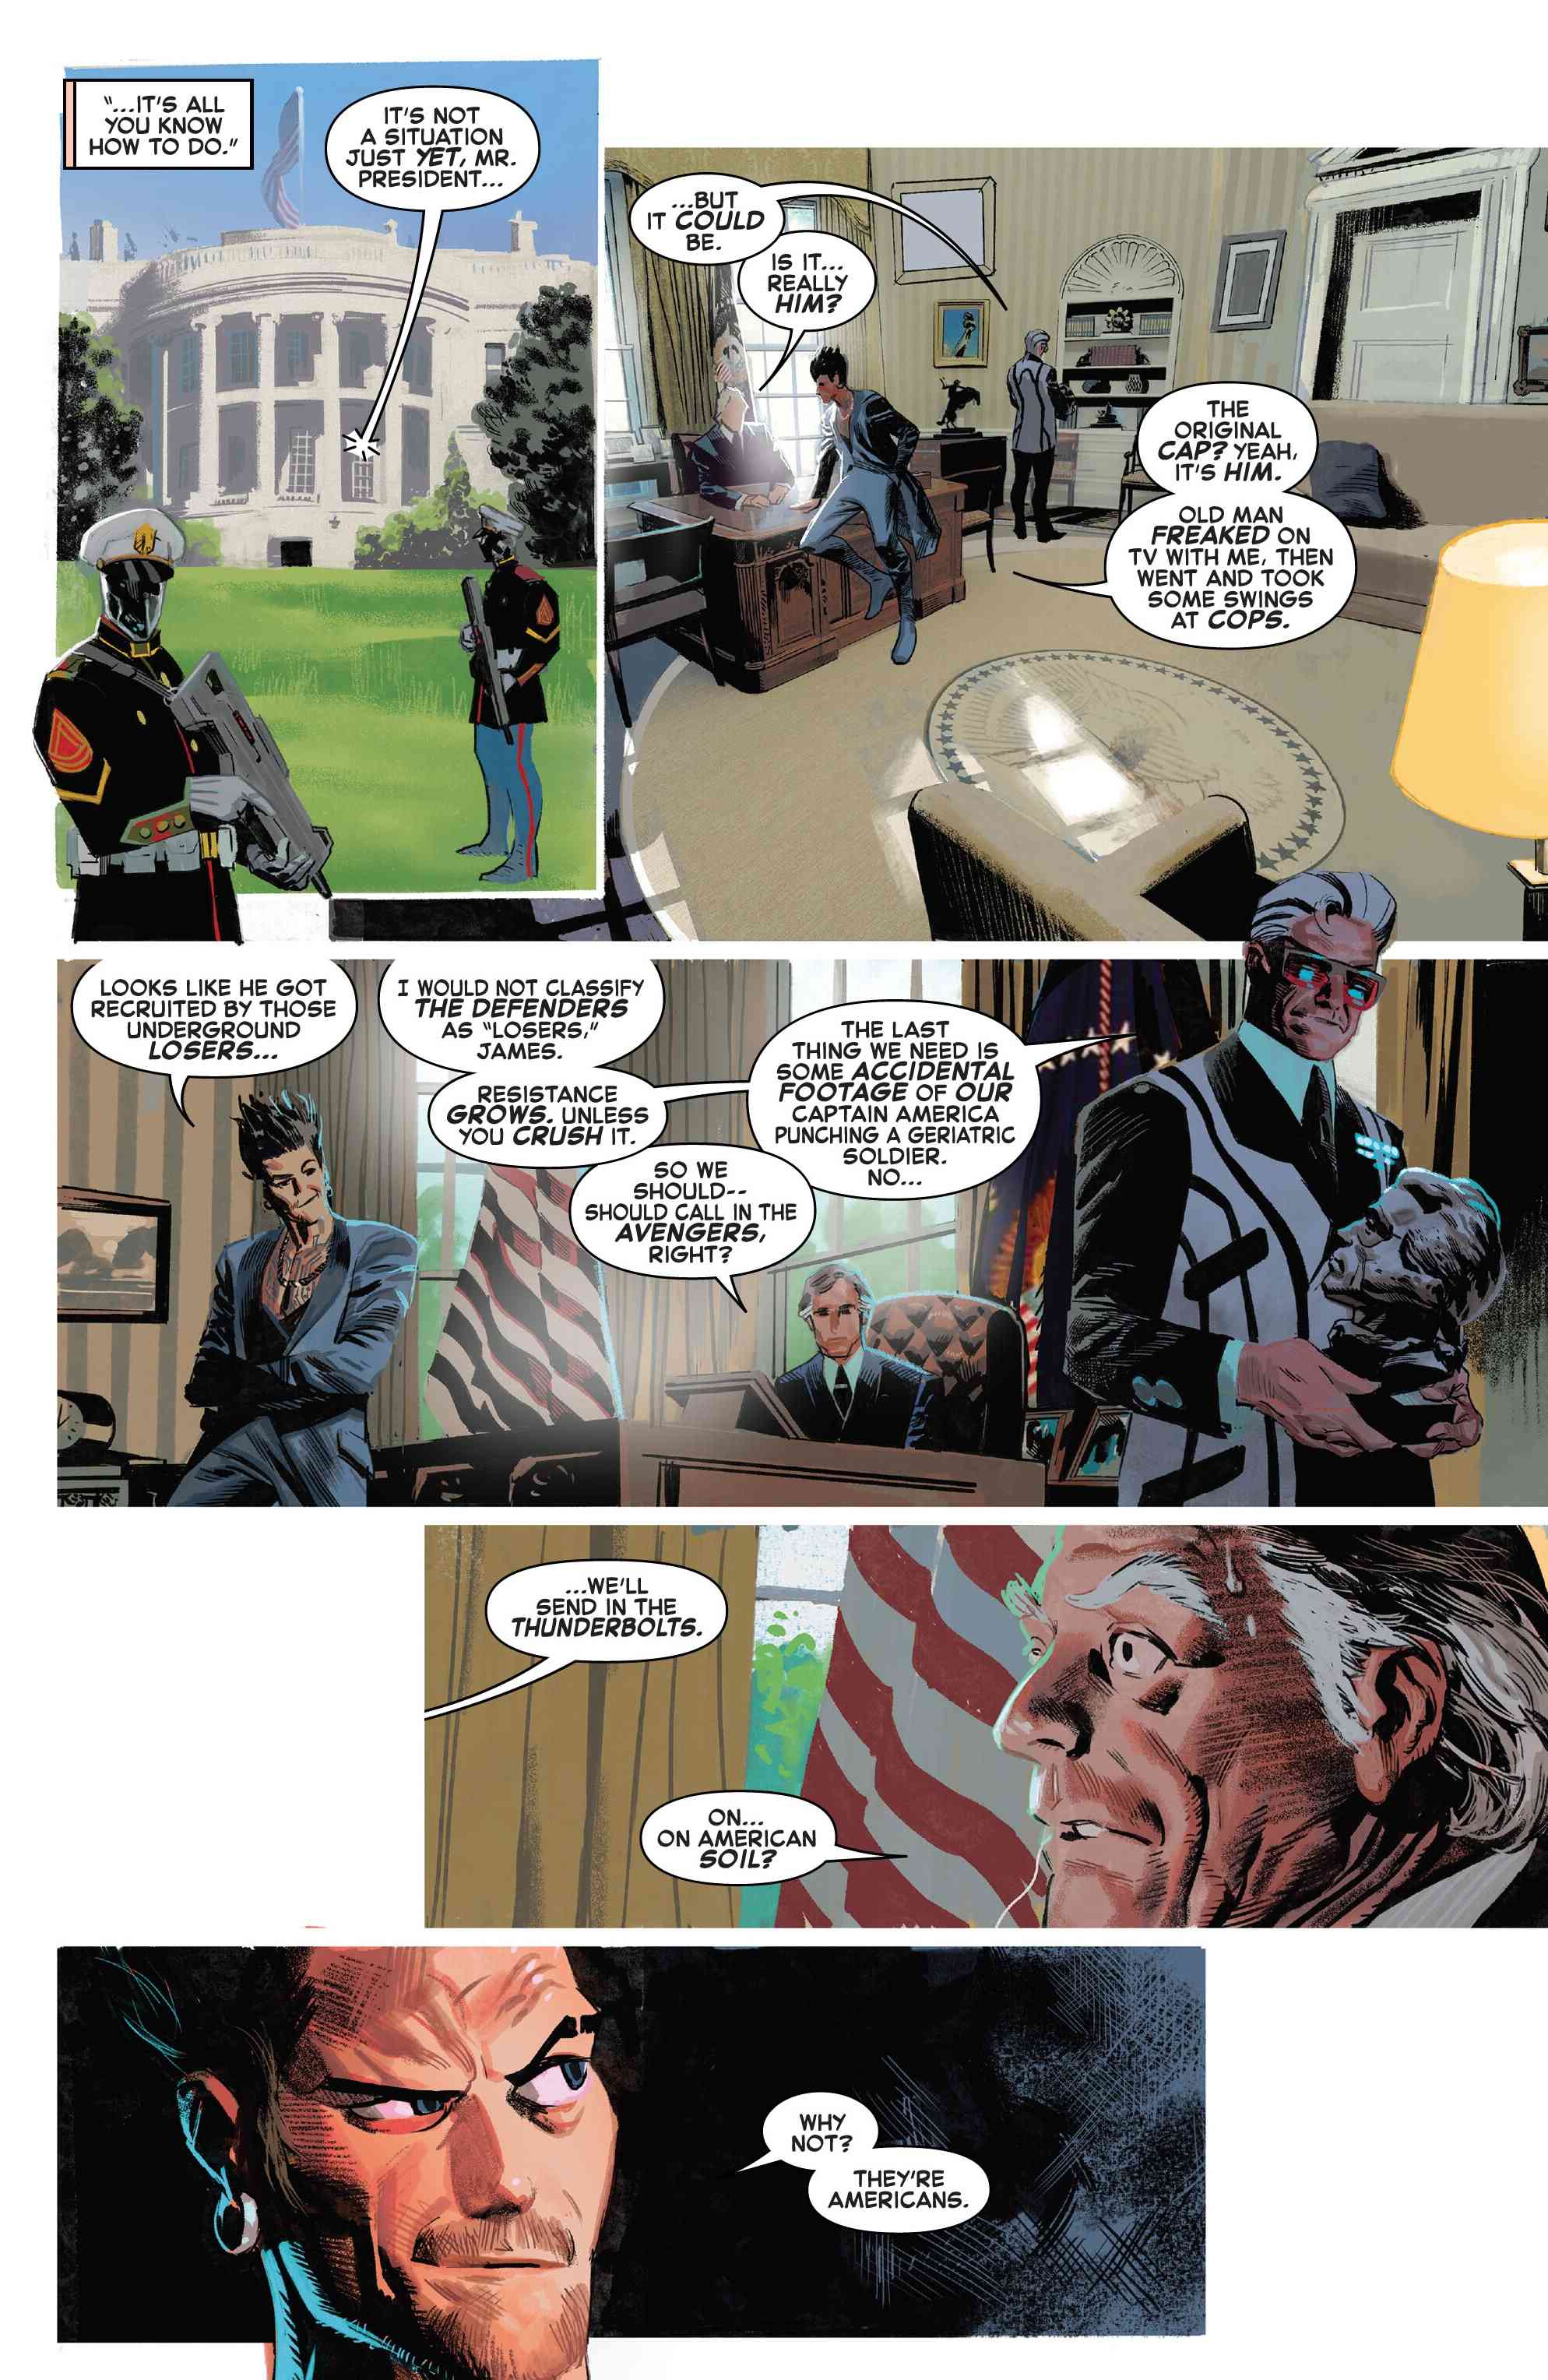 "...IT'S ALL
YOU KNOW
HOW TO DO."
IT'S NOT
A SITUATION
JUST YET, MR.
PRESIDENT...
...BUT
IT COULD
BE.
IS IT...
REALLY
HIM?
THE
ORIGINAL
CAP? YEAH,
IT'S HIM.
OLD MAN
FREAKED ON
TV WITH ME, THEN
WENT AND TOOK
SOME SWINGS
AT COPS.
LOOKS LIKE HE GOT
RECRUITED BY THOSE
UNDERGROUND
LOSERS...
I WOULD NOT CLASSIFY
THE DEFENDERS
AS "LOSERS,"
JAMES.
RESISTANCE
GROWS. UNLESS
YOU CRUSH IT.
SO WE
SHOULD--
SHOULD CALL IN THE
AVENGERS,
RIGHT?
THE LAST
THING WE NEED IS
SOME ACCIDENTAL
FOOTAGE OF OUR
CAPTAIN AMERICA
PUNCHING A GERIATRIC
SOLDIER.
NO...
...WE'LL
SEND IN THE
THUNDERBOLTS.
ON...
ON AMERICAN
SOIL?
WHY
NOT?
THEY'RE
AMERICANS.